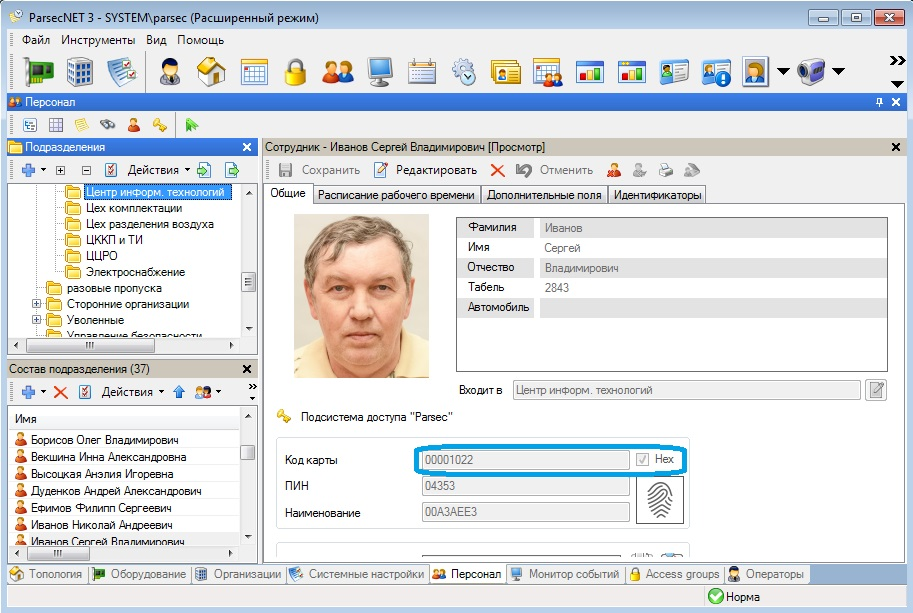 ParsecNET 3 - SYSTEM\parsec (Расширенный режим)
Файл Инструменты Вид Помощь
Персонал
Подразделения
Действия
Центр информ. технологий
Цех комплектации
Цех разделения воздуха
ЦККП и ТИ
ЦЦРО
Электроснабжение
разовые пропуска
Сторонние организации
Уволенные
Управление безопасности
Состав подразделения (37)
Действия
Имя
Борисов Олег Владимирович
Векшина Инна Александровна
Высоцкая Анэлия Игоревна
Дуденков Андрей Александрович
Ефимов Филипп Сергеевич
Иванов Николай Андреевич
Иванов Сергей Владимирович
Сотрудник - Иванов Сергей Владимирович [Просмотр]
Сохранить Редактировать Отменить
Общие Расписание рабочего времени Дополнительные поля Идентификаторы
Фамилия Иванов
Имя Сергей
Отчество Владимирович
Табель 2843
Автомобиль
Входит в Центр информ. технологий
Подсистема доступа "Parsec"
Код карты 00001022 Hex
ПИН 04353
Наименование 00A3AEE3
Топология Оборудование Организации Системные настройки Персонал Монитор событий Access groups Операторы
Норма